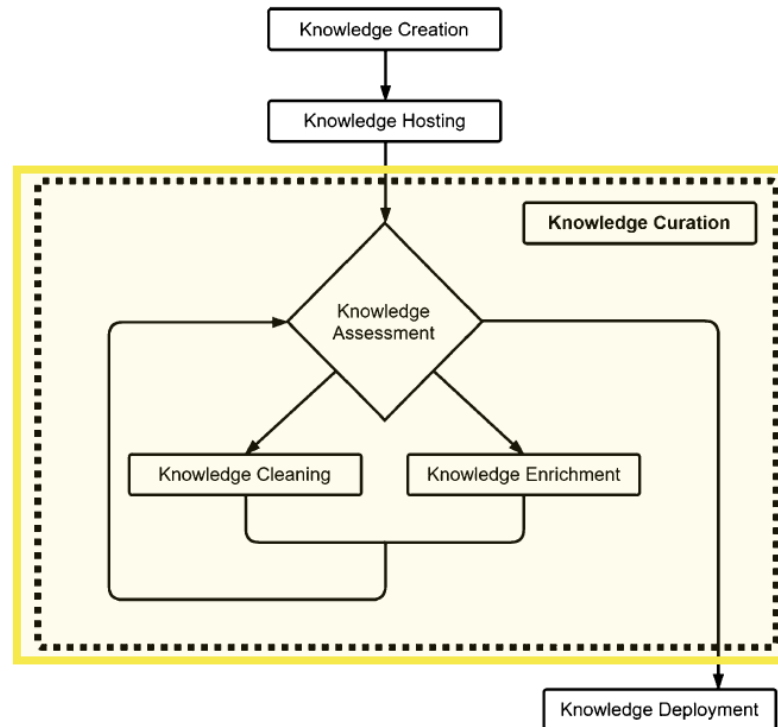 Knowledge Creation
Knowledge Hosting
Knowledge Curation
Knowledge
Assessment
Knowledge Cleaning
Knowledge Enrichment
Knowledge Deployment